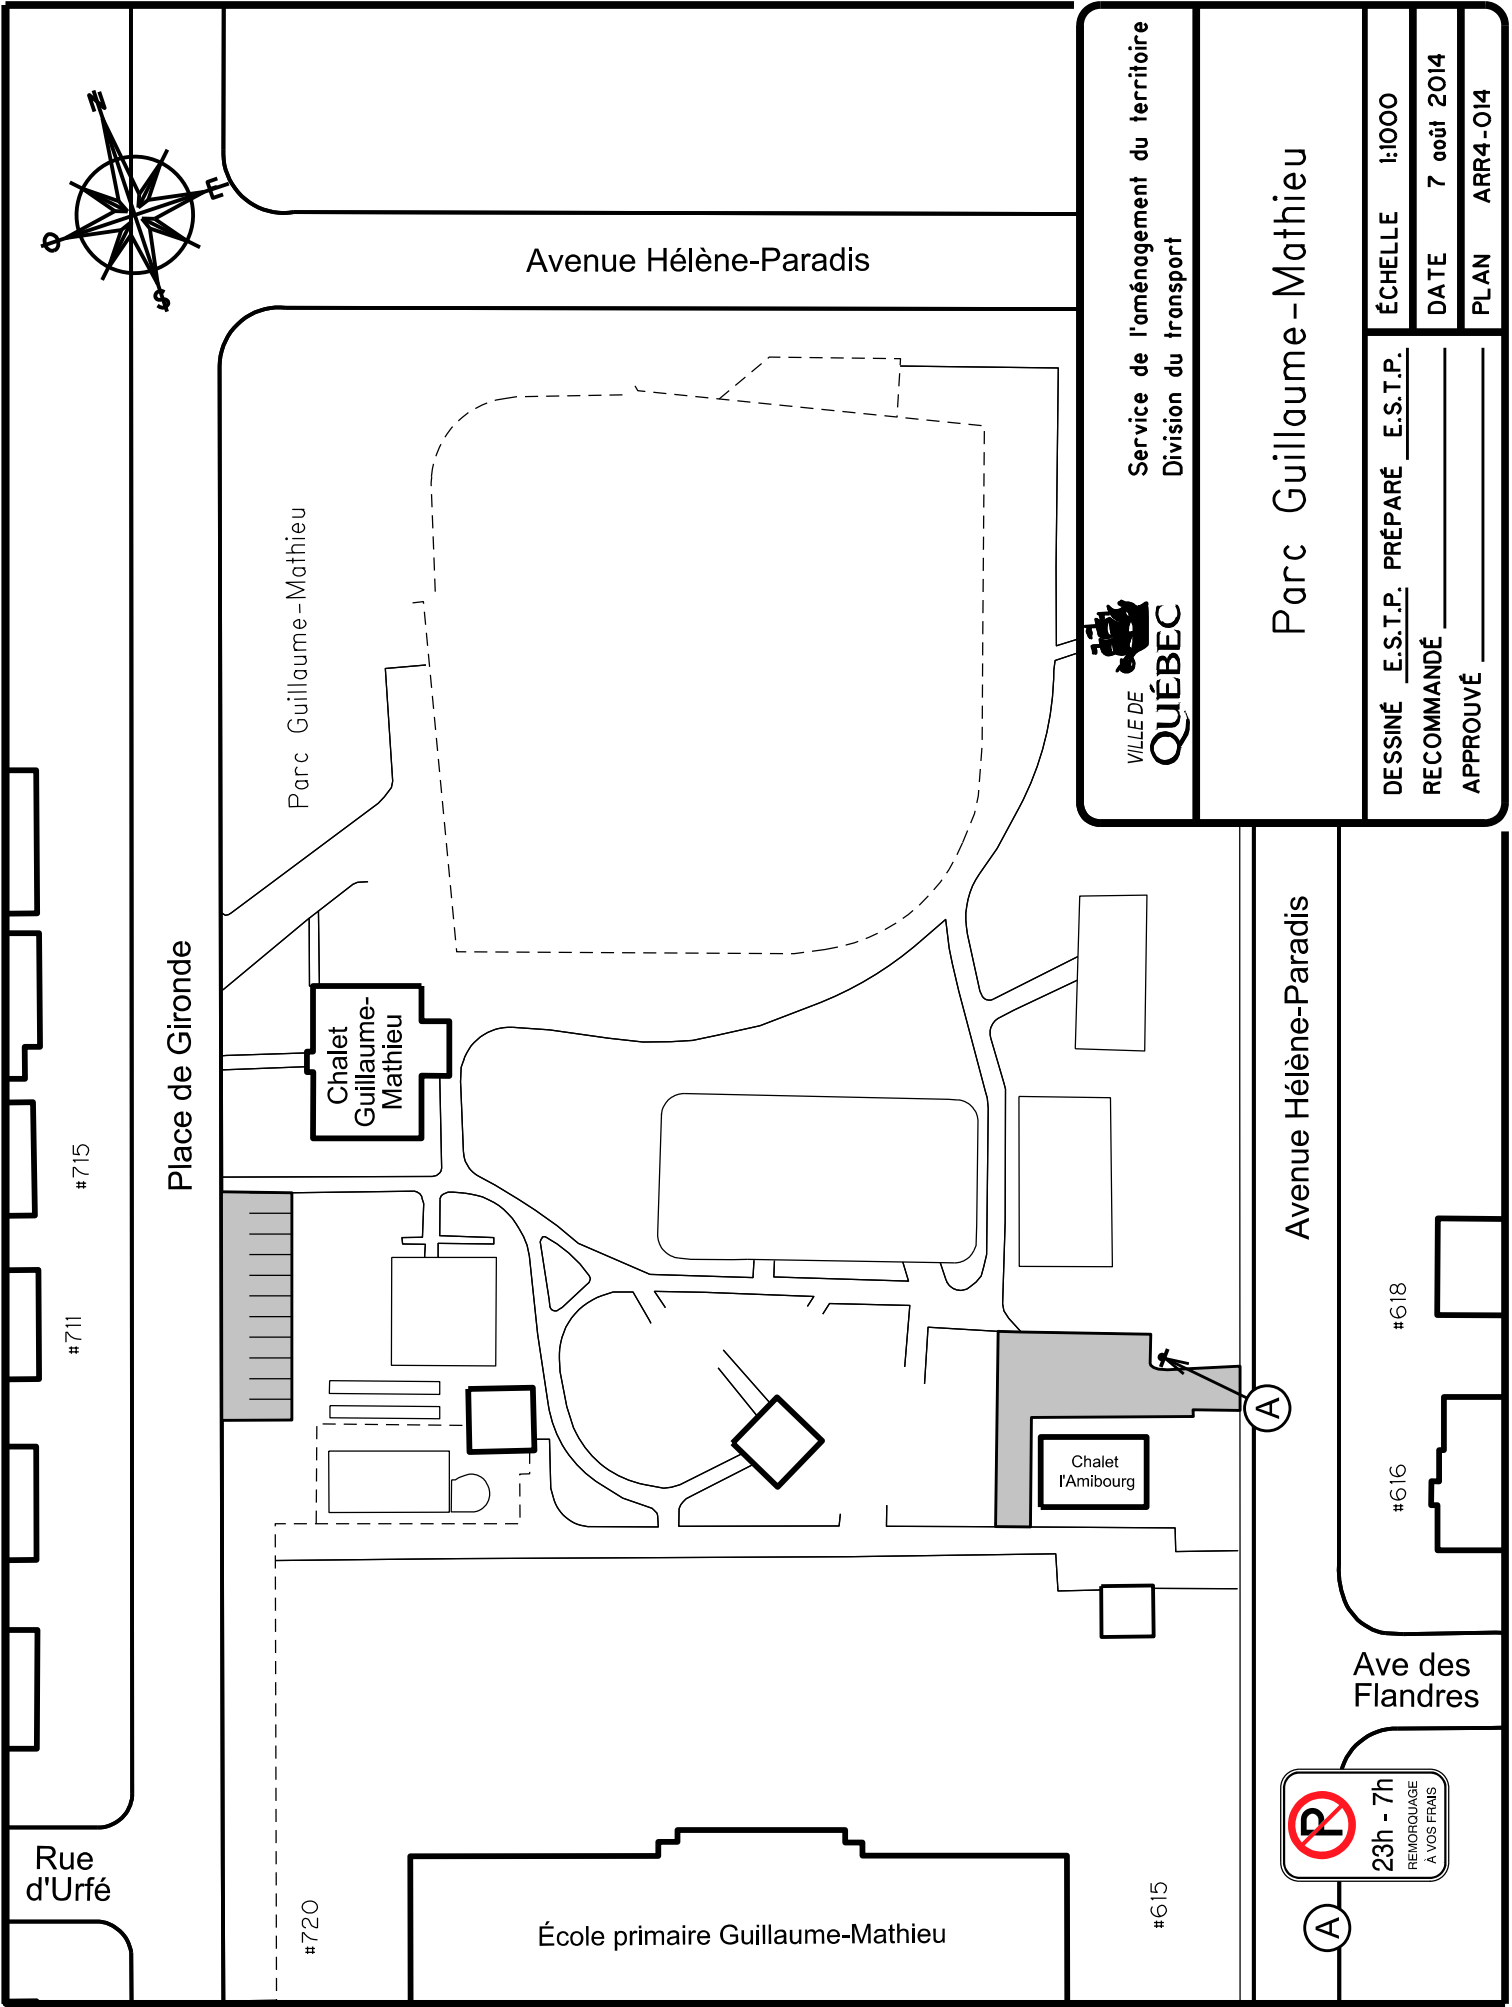 N
E
S
O
Avenue Hélène-Paradis
Parc Guillaume-Mathieu
Place de Gironde
Chalet
Guillaume-
Mathieu
#715
#711
Chalet
l'Amibourg
A
Avenue Hélène-Paradis
#618
#616
Ave des
Flandres
Rue
d'Urfé
#720
École primaire Guillaume-Mathieu
#615
P
23h - 7h
REMORQUAGE
À VOS FRAIS
A
VILLE DE
QUÉBEC
Service de l'aménagement du territoire
Division du transport
Parc Guillaume-Mathieu
DESSINÉ E.S.T.P. PRÉPARÉ E.S.T.P.
RECOMMANDÉ
APPROUVÉ
ÉCHELLE 1:1000
DATE 7 août 2014
PLAN ARR4-014